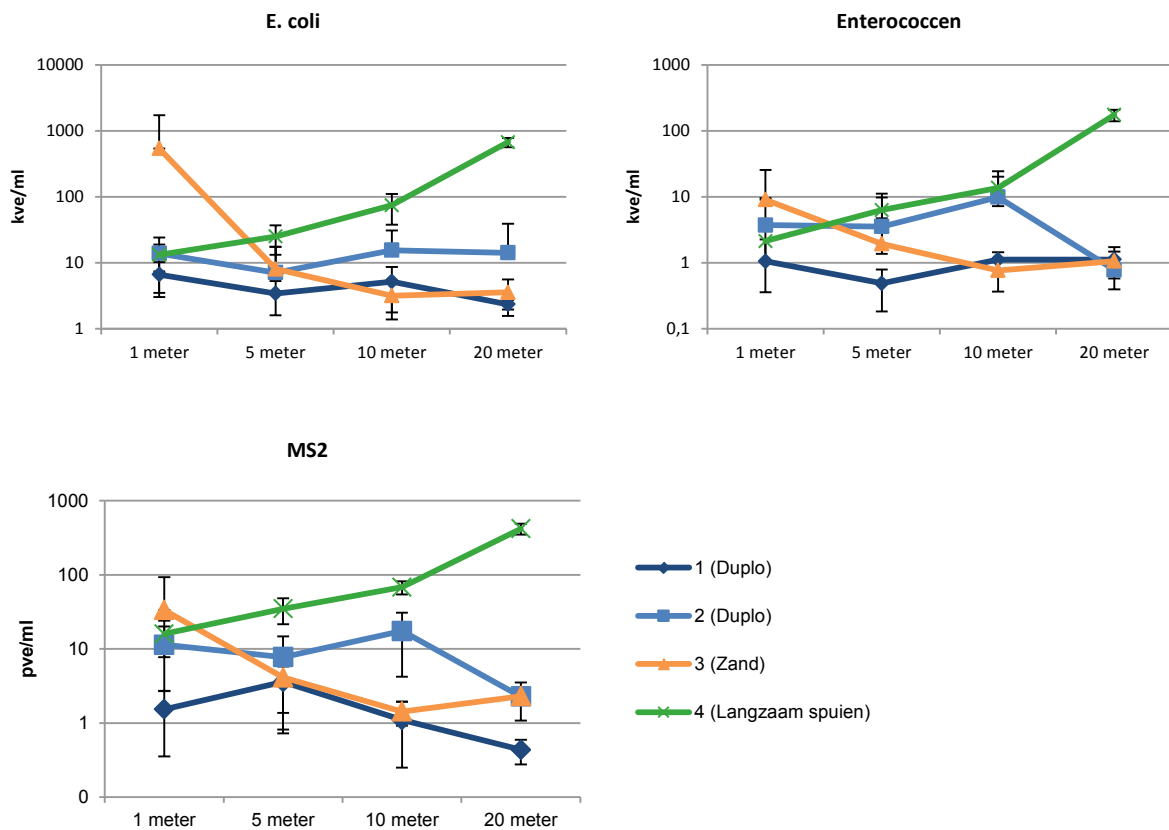 E. coli
kve/ml
10000
1000
100
10
1
1 meter 5 meter 10 meter 20 meter
Enterococcen
kve/ml
1000
100
10
1
0,1
1 meter 5 meter 10 meter 20 meter
MS2
pve/ml
1000
100
10
1
0
1 meter 5 meter 10 meter 20 meter
1 (Duplo)
2 (Duplo)
3 (Zand)
4 (Langzaam spuien)